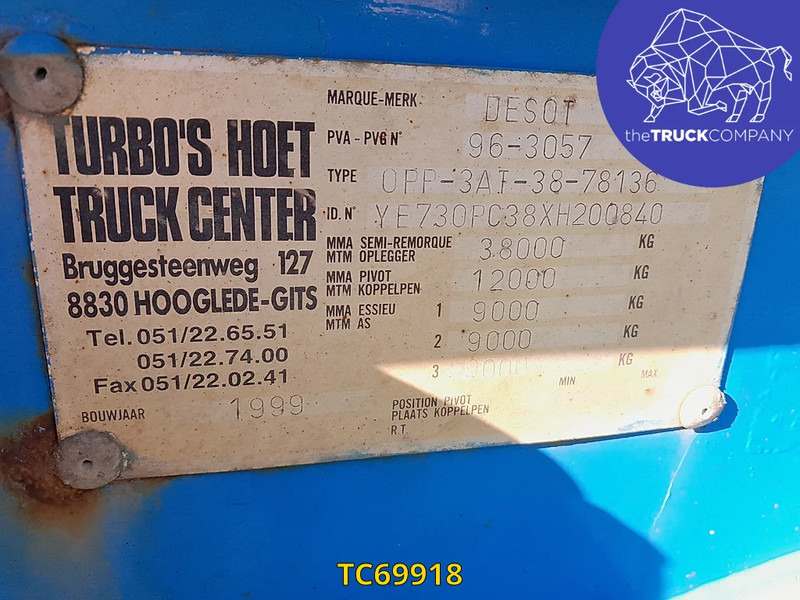 TURBO'S HOET
TRUCK CENTER
Bruggesteenweg 127
8830 HOOGLEDE-GITS
Tel. 051/22.65.51
051/22.74.00
Fax 051/22.02.41
BOUWJAAR 1999
MARQUE-MERK DESOT
PVA - PVG N° 96-3057
TYPE OPP-3AT-38-78136
ID. N° YE730PC38XH200840
MMA SEMI-REMORQUE
MTM OPLEGGER 38000 KG
MMA PIVOT
MTM KOPPELPEN 12000 KG
MMA ESSIEU
MTM AS 1 9000 KG
2 9000 KG
3 9000 KG
MIN MAX
POSITION PIVOT
PLAATS KOPPELPEN
R.T.
theTRUCKCOMPANY
TC69918